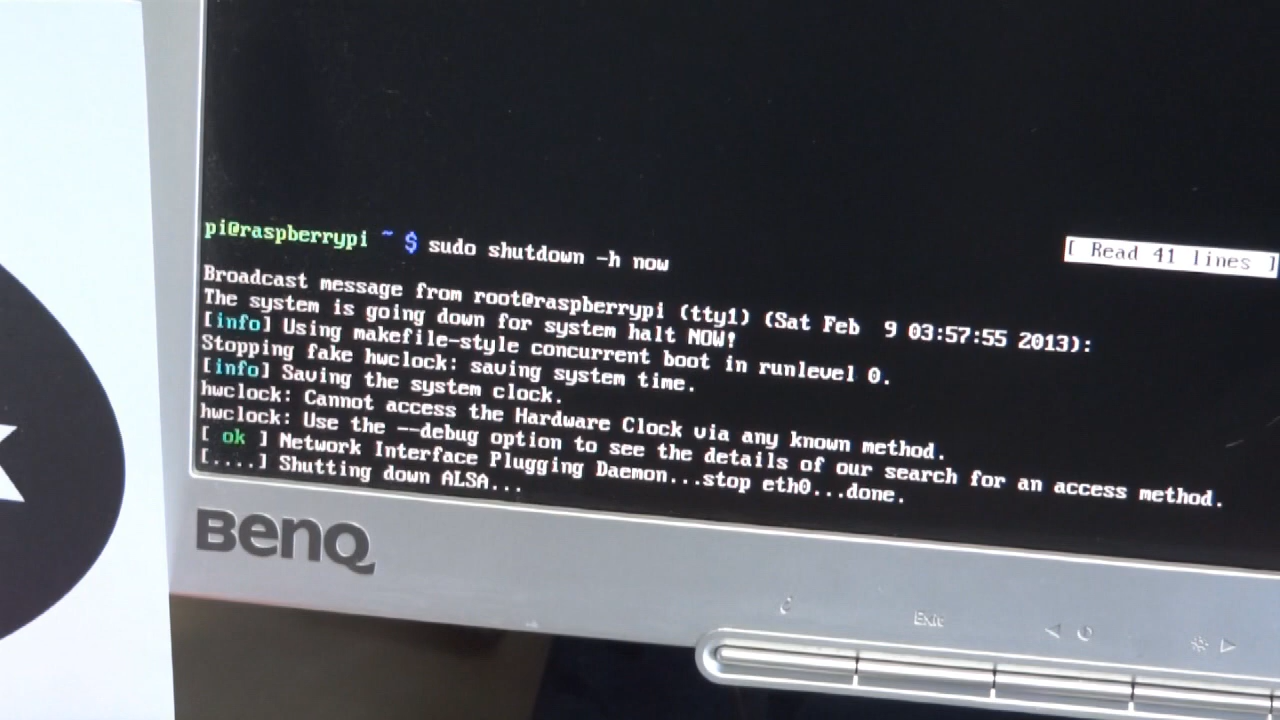 [ Read 41 lines ]
pi@raspberrypi ~ $ sudo shutdown -h now
Broadcast message from root@raspberrypi (tty1) (Sat Feb  9 03:57:55 2013):
The system is going down for system halt NOW!
[info] Using makefile-style concurrent boot in runlevel 0.
Stopping fake hwclock: saving system time.
[info] Saving the system clock.
hwclock: Cannot access the Hardware Clock via any known method.
hwclock: Use the --debug option to see the details of our search for an access method.
[ ok ] Network Interface Plugging Daemon...stop eth0...done.
[....] Shutting down ALSA...
BenQ
Exit